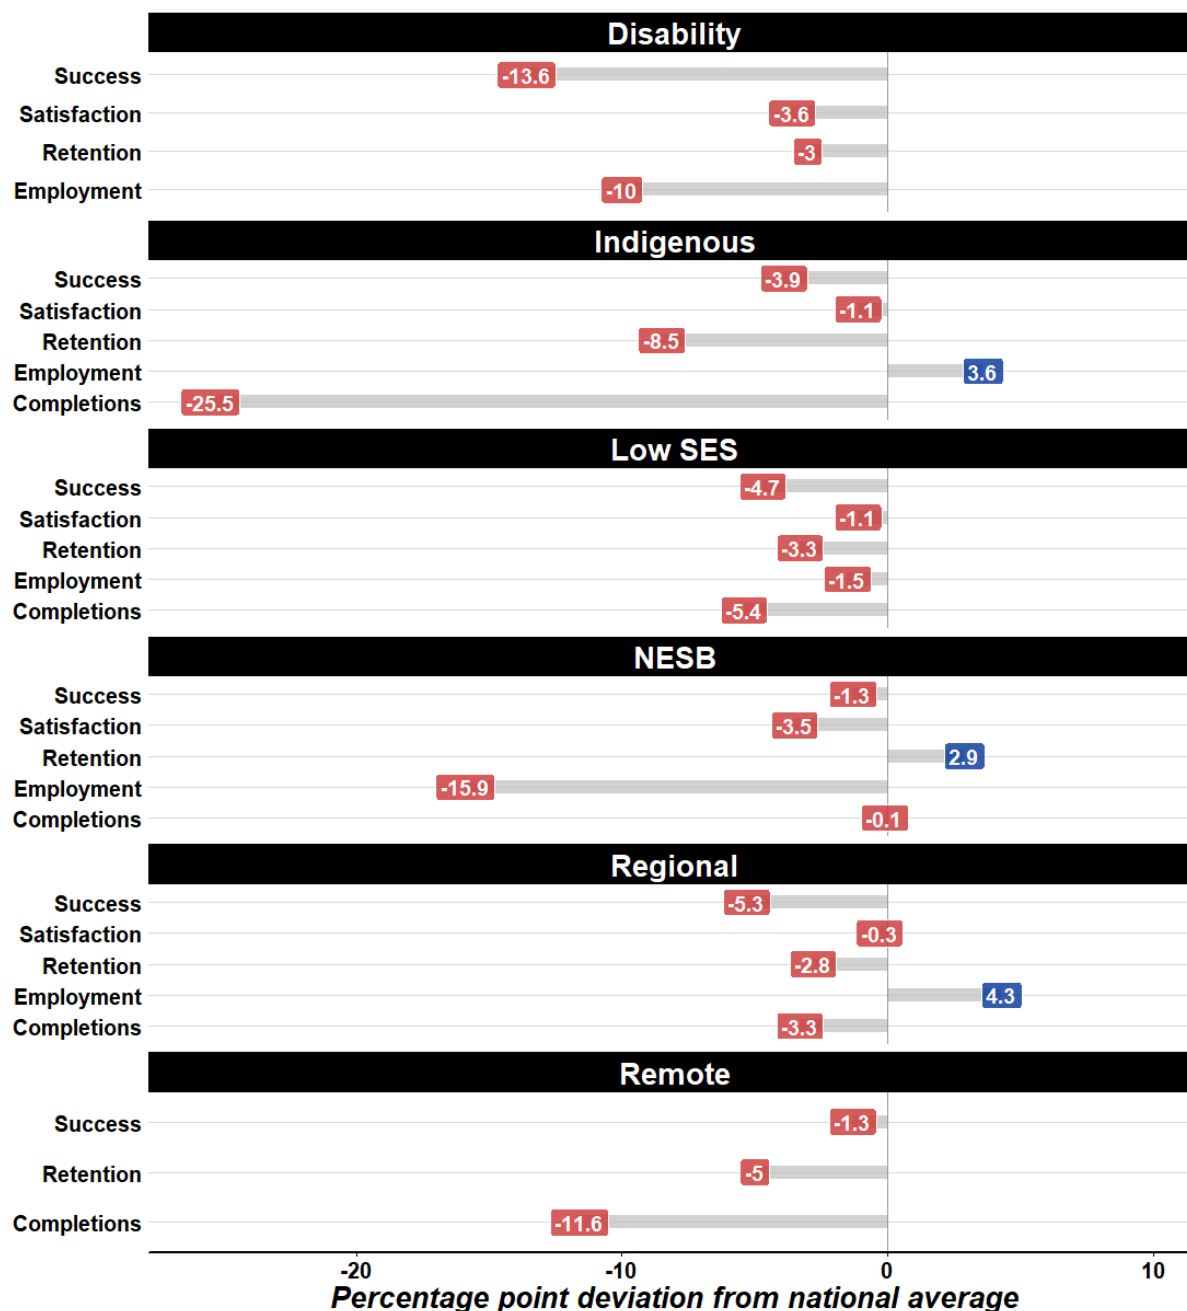 Disability
Success -13.6
Satisfaction -3.6
Retention -3
Employment -10
Indigenous
Success -3.9
Satisfaction -1.1
Retention -8.5
Employment 3.6
Completions -25.5
Low SES
Success -4.7
Satisfaction -1.1
Retention -3.3
Employment -1.5
Completions -5.4
NESB
Success -1.3
Satisfaction -3.5
Retention 2.9
Employment -15.9
Completions -0.1
Regional
Success -5.3
Satisfaction -0.3
Retention -2.8
Employment 4.3
Completions -3.3
Remote
Success -1.3
Retention -5
Completions -11.6
-20 -10 0 10
Percentage point deviation from national average